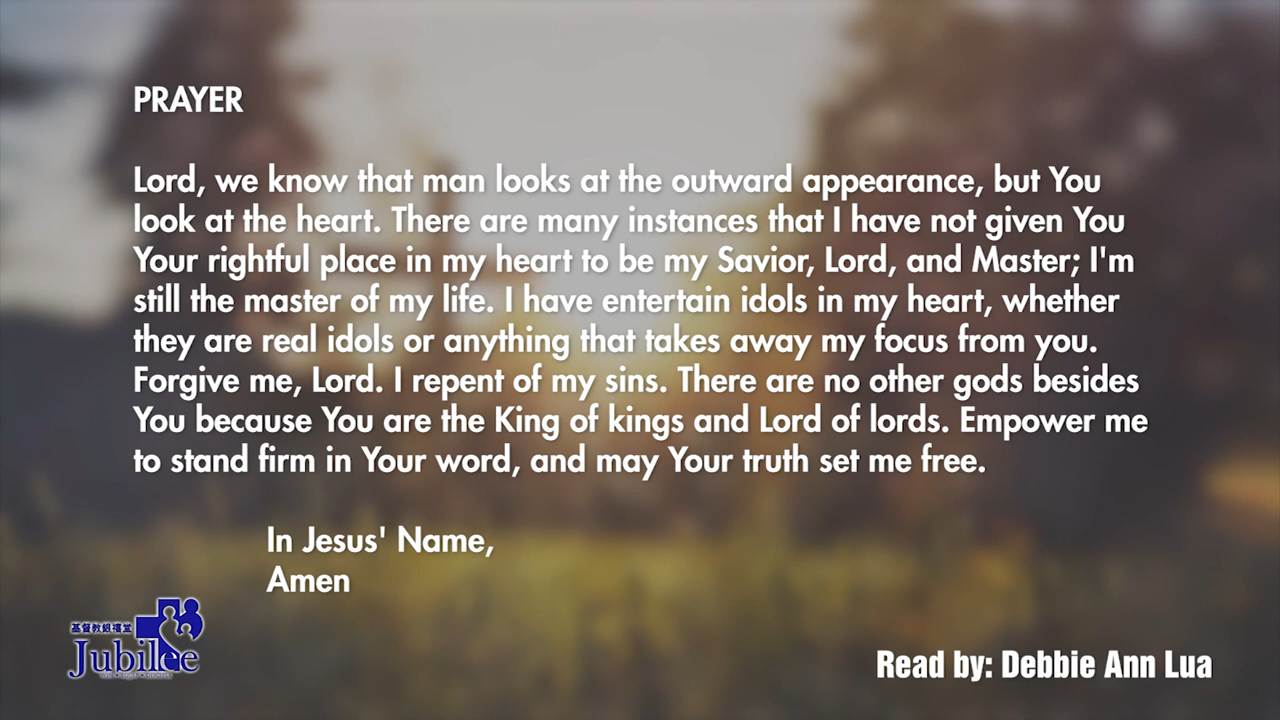 PRAYER
Lord, we know that man looks at the outward appearance, but You
look at the heart. There are many instances that I have not given You
Your rightful place in my heart to be my Savior, Lord, and Master; I'm
still the master of my life. I have entertain idols in my heart, whether
they are real idols or anything that takes away my focus from you.
Forgive me, Lord. I repent of my sins. There are no other gods besides
You because You are the King of kings and Lord of lords. Empower me
to stand firm in Your word, and may Your truth set me free.
In Jesus' Name,
Amen
基督教銀禧堂
Jubilee
Read by: Debbie Ann Lua